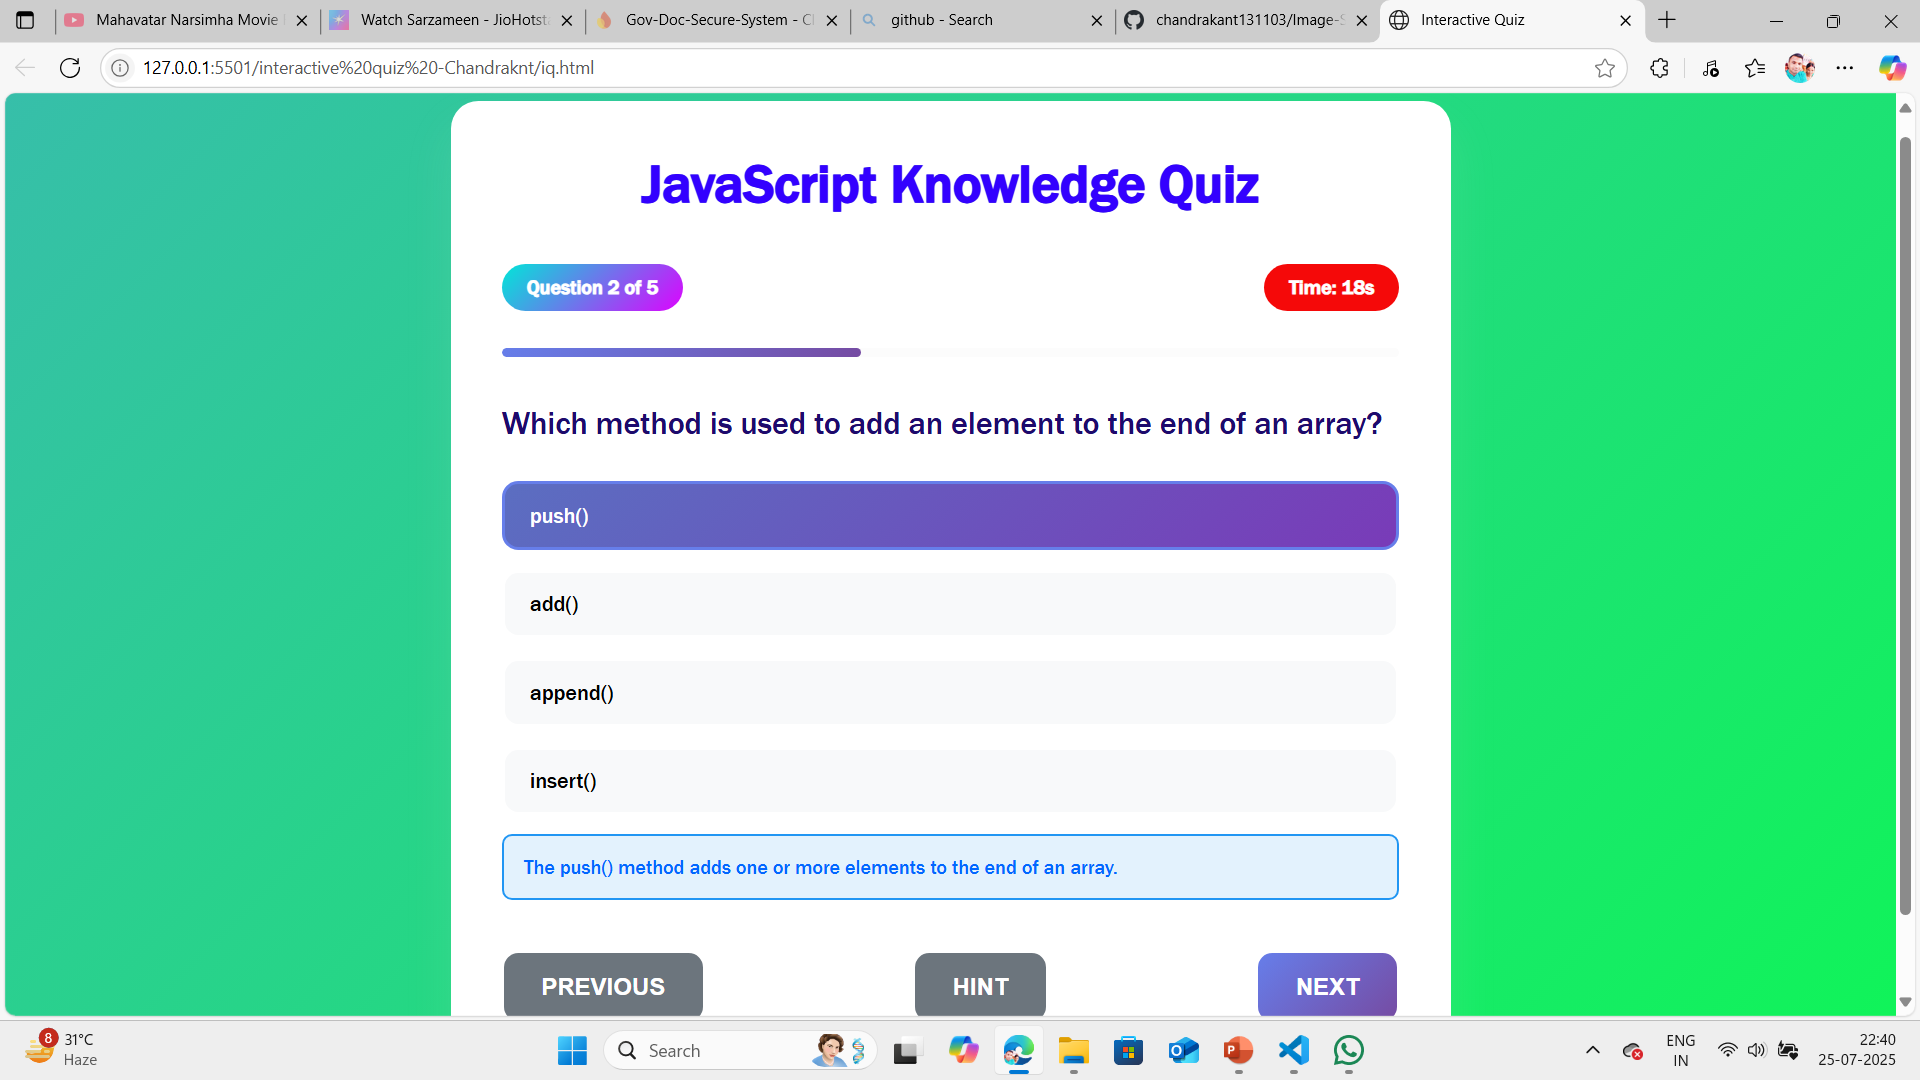 Mahavatar Narsimha Movie
Watch Sarzameen - JioHotst
Gov-Doc-Secure-System - Cl
github - Search
chandrakant131103/Image-S
Interactive Quiz
127.0.0.1:5501/interactive%20quiz%20-Chandraknt/iq.html
JavaScript Knowledge Quiz
Question 2 of 5
Time: 18s
Which method is used to add an element to the end of an array?
push()
add()
append()
insert()
The push() method adds one or more elements to the end of an array.
PREVIOUS
HINT
NEXT
8
31°C
Haze
Search
ENG
IN
22:40
25-07-2025